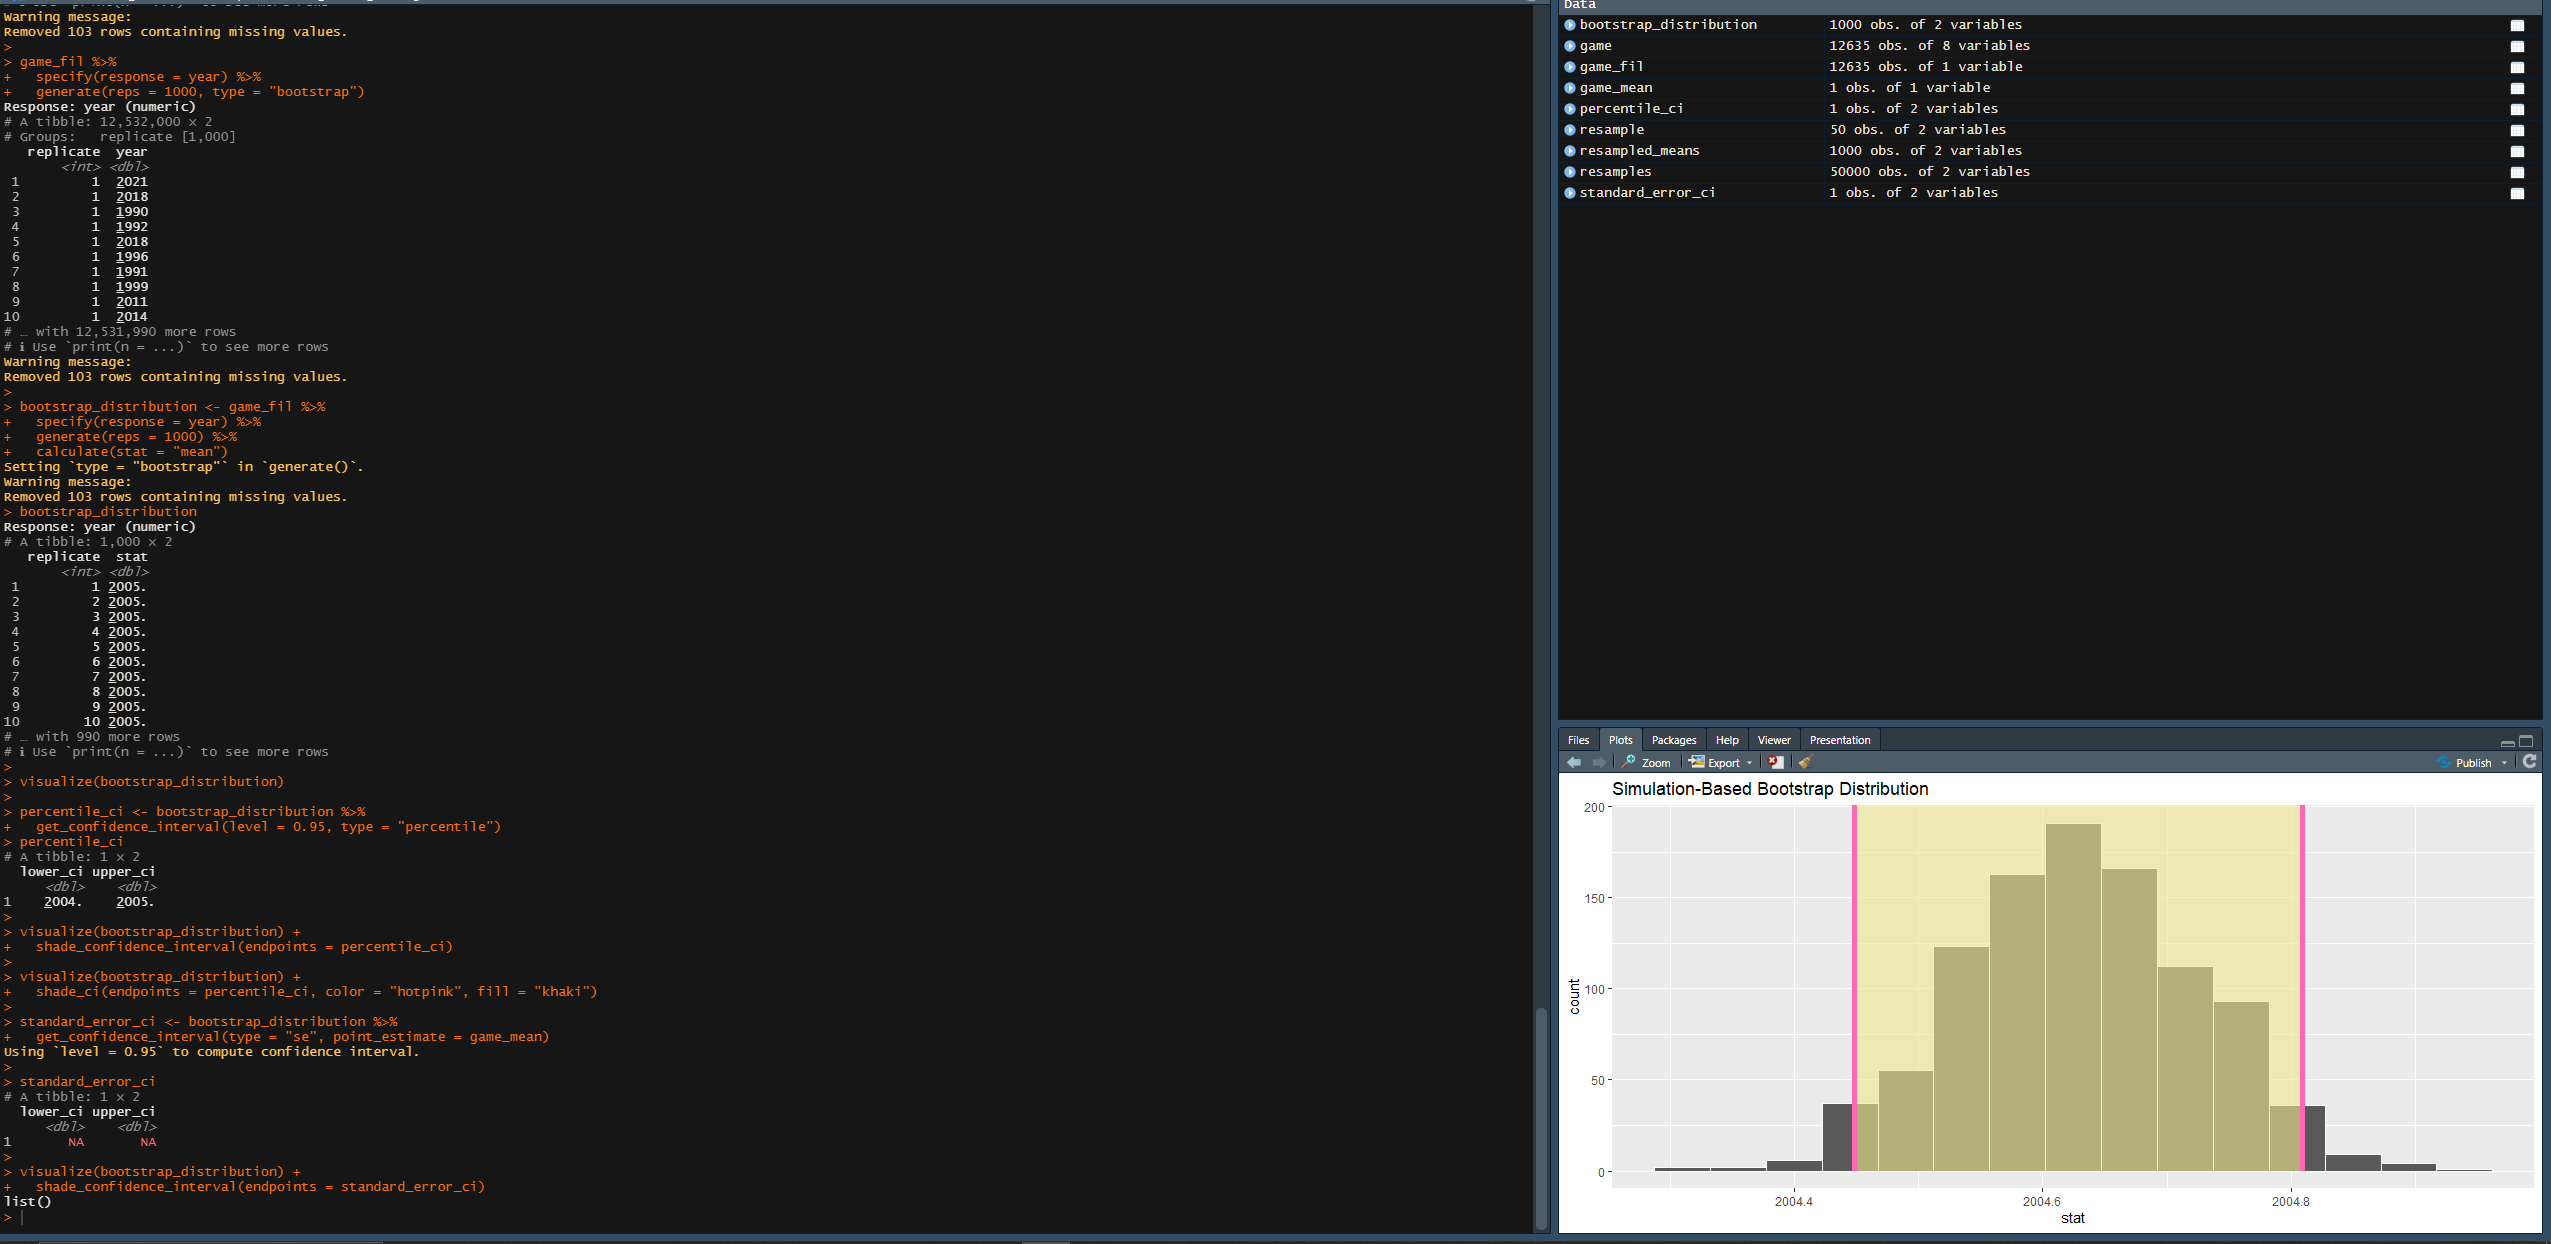 Warning message:
Removed 103 rows containing missing values.
>
> game_fil %>%
+   specify(response = year) %>%
+   generate(reps = 1000, type = "bootstrap")
Response: year (numeric)
# A tibble: 12,532,000 × 2
# Groups:   replicate [1,000]
   replicate  year
       <int> <dbl>
 1         1  2021
 2         1  2018
 3         1  1990
 4         1  1992
 5         1  2018
 6         1  1996
 7         1  1991
 8         1  1999
 9         1  2011
10         1  2014
# … with 12,531,990 more rows
# ℹ Use `print(n = ...)` to see more rows
Warning message:
Removed 103 rows containing missing values.
>
> bootstrap_distribution <- game_fil %>%
+   specify(response = year) %>%
+   generate(reps = 1000) %>%
+   calculate(stat = "mean")
Setting `type = "bootstrap"` in `generate()`.
Warning message:
Removed 103 rows containing missing values.
> bootstrap_distribution
Response: year (numeric)
# A tibble: 1,000 × 2
   replicate  stat
       <int> <dbl>
 1         1 2005.
 2         2 2005.
 3         3 2005.
 4         4 2005.
 5         5 2005.
 6         6 2005.
 7         7 2005.
 8         8 2005.
 9         9 2005.
10        10 2005.
# … with 990 more rows
# ℹ Use `print(n = ...)` to see more rows
>
> visualize(bootstrap_distribution)
>
> percentile_ci <- bootstrap_distribution %>%
+   get_confidence_interval(level = 0.95, type = "percentile")
> percentile_ci
# A tibble: 1 × 2
  lower_ci upper_ci
     <dbl>    <dbl>
1    2004.    2005.
>
> visualize(bootstrap_distribution) +
+   shade_confidence_interval(endpoints = percentile_ci)
>
> visualize(bootstrap_distribution) +
+   shade_ci(endpoints = percentile_ci, color = "hotpink", fill = "khaki")
>
> standard_error_ci <- bootstrap_distribution %>%
+   get_confidence_interval(type = "se", point_estimate = game_mean)
Using `level = 0.95` to compute confidence interval.
>
> standard_error_ci
# A tibble: 1 × 2
  lower_ci upper_ci
     <dbl>    <dbl>
1       NA       NA
>
> visualize(bootstrap_distribution) +
+   shade_confidence_interval(endpoints = standard_error_ci)
list()
>
Data
bootstrap_distribution 1000 obs. of 2 variables
game 12635 obs. of 8 variables
game_fil 12635 obs. of 1 variable
game_mean 1 obs. of 1 variable
percentile_ci 1 obs. of 2 variables
resample 50 obs. of 2 variables
resampled_means 1000 obs. of 2 variables
resamples 50000 obs. of 2 variables
standard_error_ci 1 obs. of 2 variables
Files Plots Packages Help Viewer Presentation
Zoom Export Publish
Simulation-Based Bootstrap Distribution
200
150
100
50
0
count
2004.4 2004.6 2004.8
stat